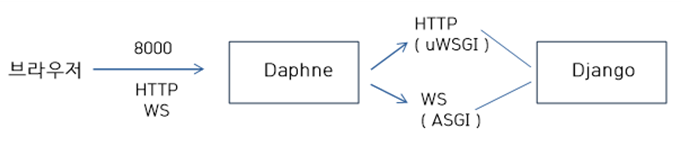 브라우저
8000
HTTP
WS
Daphne
HTTP
( uWSGI )
WS
( ASGI )
Django